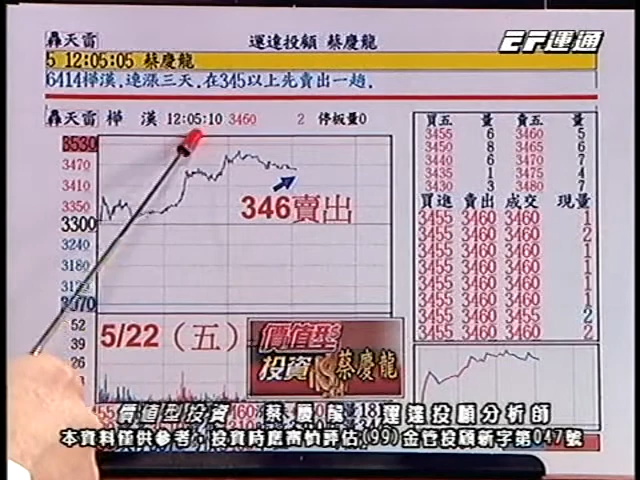 轟天雷 運達投顧 蔡慶龍
EF運通
5 12:05:05 蔡慶龍
6414樺漢,連漲三天,在345以上先賣出一趟.
轟天雷 樺 漢 12:05:10 3460 2 停板量0
買五 量 賣五 量
3455 6 3460 5
3450 8 3465 6
3440 6 3470 7
3435 1 3475 4
3430 3 3480 7
買進 賣出 成交 現量
3455 3460 3460 1
3455 3460 3460 2
3455 3460 3460 1
3455 3460 3460 1
3455 3460 3460 1
3455 3460 3460 1
3455 3460 3455 2
3455 3460 3460 2
3530
3470
3410
3350
3300
3240
3180
3120
3070
52
39
26
346賣出
5/22（五）
價值型
投資 蔡慶龍
價值型投資 蔡慶龍 運達投顧分析師
本資料僅供參考，投資時應審慎評估(99)金管投顧新字第047號